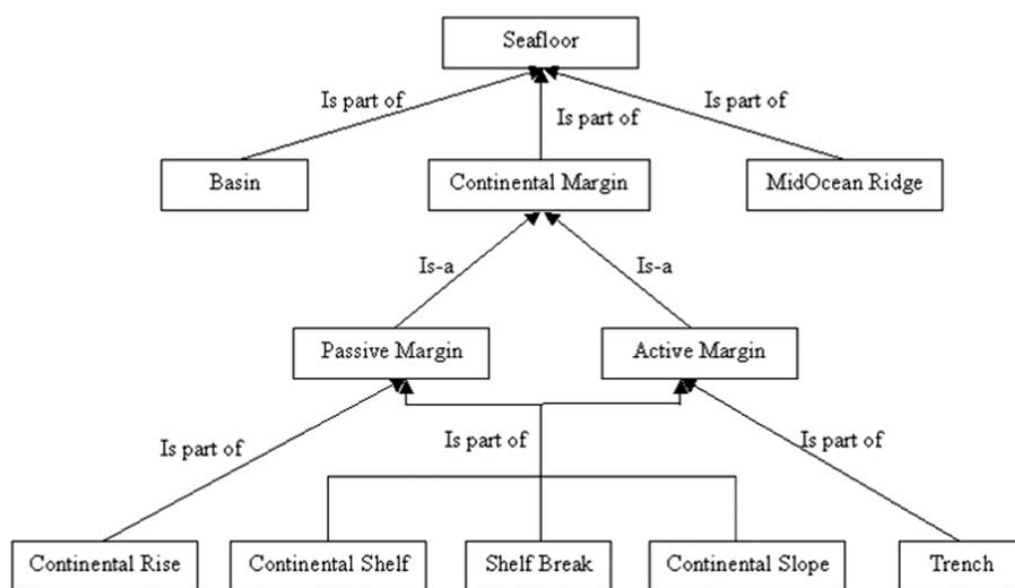 Seafloor
Is part of
Is part of
Is part of
Basin
Continental Margin
MidOcean Ridge
Is-a
Is-a
Passive Margin
Active Margin
Is part of
Is part of
Is part of
Continental Rise
Continental Shelf
Shelf Break
Continental Slope
Trench